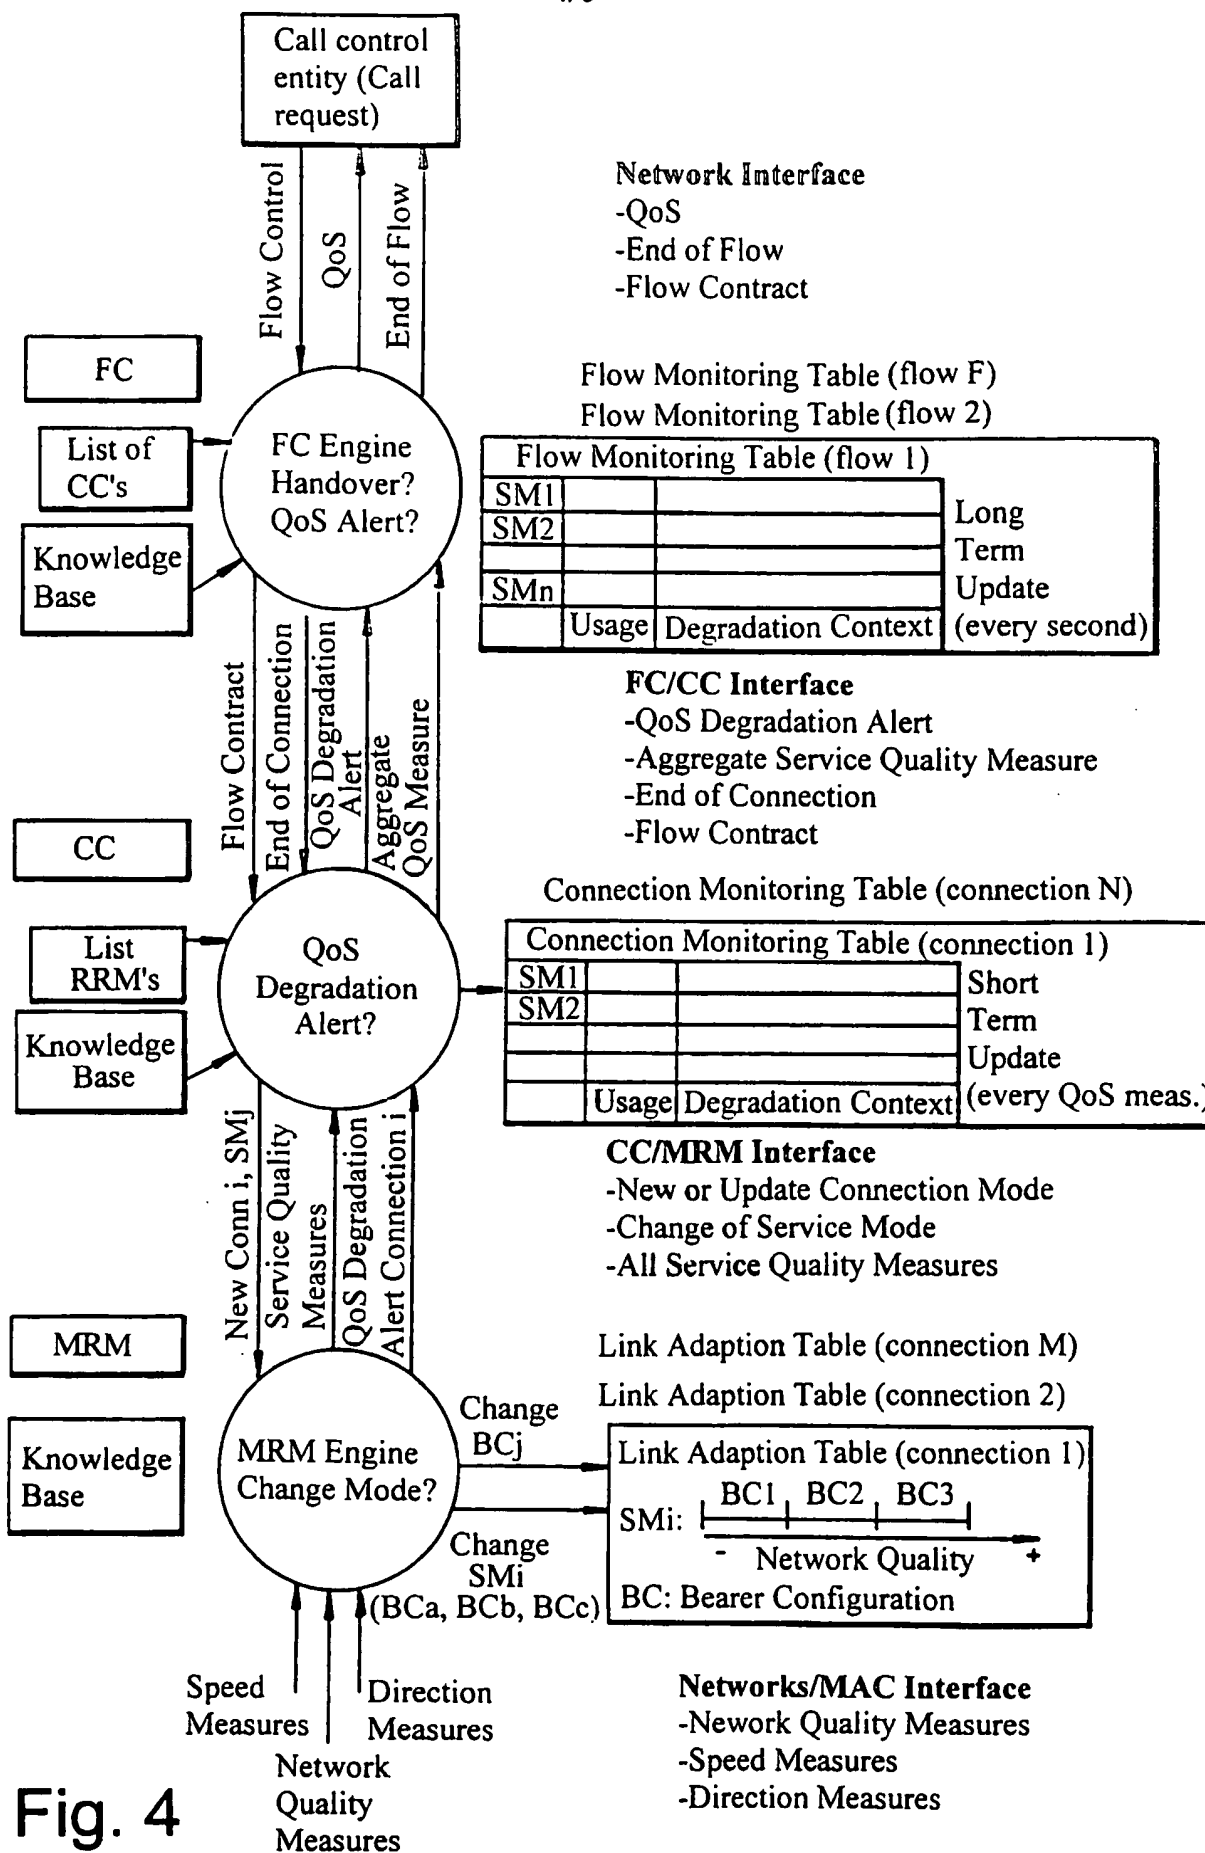 Call control
entity (Call
request)
Flow Control
QoS
End of Flow
Network Interface
-QoS
-End of Flow
-Flow Contract
FC
List of
CC's
Knowledge
Base
FC Engine
Handover?
QoS Alert?
Flow Monitoring Table (flow F)
Flow Monitoring Table (flow 2)
Flow Monitoring Table (flow 1)
SM1
SM2
SMn
Usage
Degradation Context
Long
Term
Update
(every second)
Flow Contract
End of Connection
QoS Degradation
Alert
Aggregate
QoS Measure
FC/CC Interface
-QoS Degradation Alert
-Aggregate Service Quality Measure
-End of Connection
-Flow Contract
CC
List
RRM's
Knowledge
Base
QoS
Degradation
Alert?
Connection Monitoring Table (connection N)
Connection Monitoring Table (connection 1)
SM1
SM2
Usage
Degradation Context
Short
Term
Update
(every QoS meas.)
New Conn i, SMj
Service Quality
Measures
QoS Degradation
Alert Connection i
CC/MRM Interface
-New or Update Connection Mode
-Change of Service Mode
-All Service Quality Measures
MRM
Knowledge
Base
MRM Engine
Change Mode?
Change
BCj
Change
SMi
(BCa, BCb, BCc)
Link Adaption Table (connection M)
Link Adaption Table (connection 2)
Link Adaption Table (connection 1)
BC1 BC2 BC3
SMi:
- Network Quality +
BC: Bearer Configuration
Speed
Measures
Network
Quality
Measures
Direction
Measures
Networks/MAC Interface
-Nework Quality Measures
-Speed Measures
-Direction Measures
Fig. 4